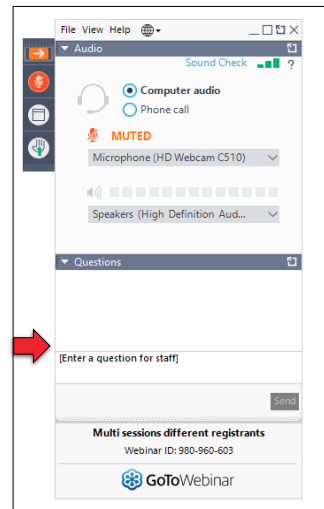 File View Help
Audio
Sound Check ?
Computer audio
Phone call
MUTED
Microphone (HD Webcam C510)
Speakers (High Definition Aud...
Questions
[Enter a question for staff]
Send
Multi sessions different registrants
Webinar ID: 980-960-603
GoToWebinar